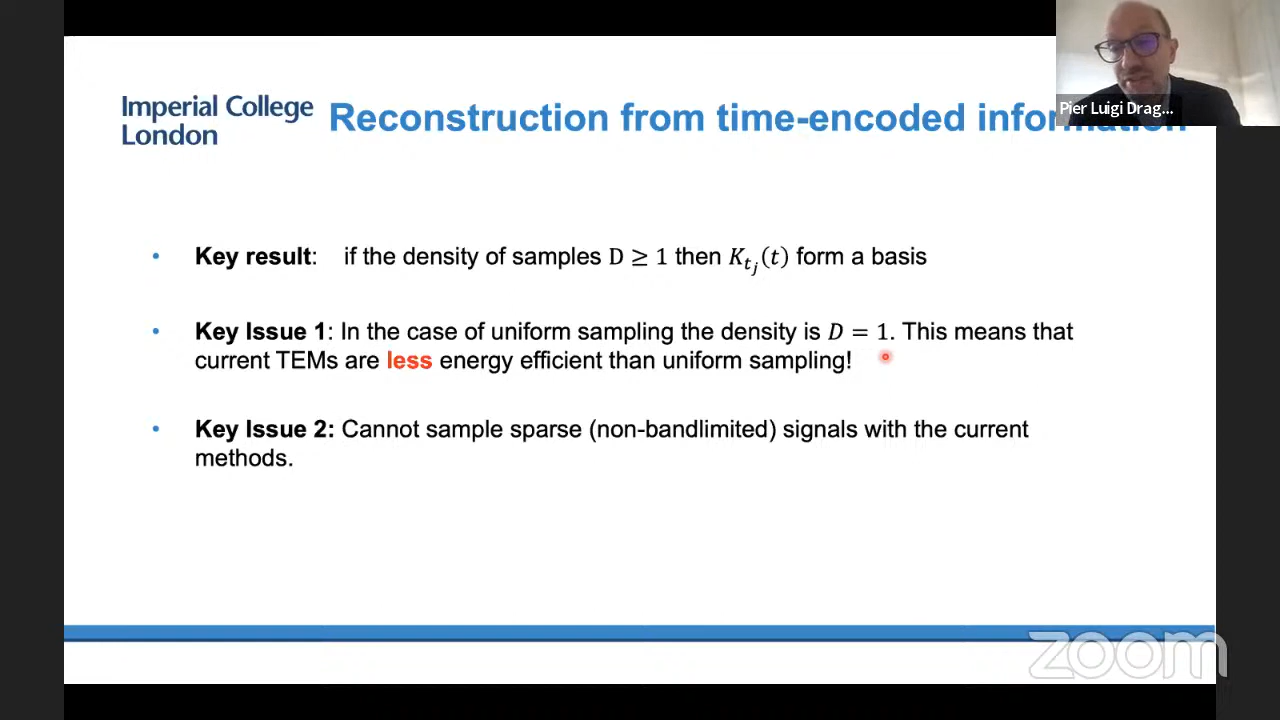 Imperial College
London
Reconstruction from time-encoded information
Pier Luigi Drag...
• Key result: if the density of samples D ≥ 1 then K_{t_j}(t) form a basis
• Key Issue 1: In the case of uniform sampling the density is D = 1. This means that
current TEMs are less energy efficient than uniform sampling!
• Key Issue 2: Cannot sample sparse (non-bandlimited) signals with the current
methods.
zoom